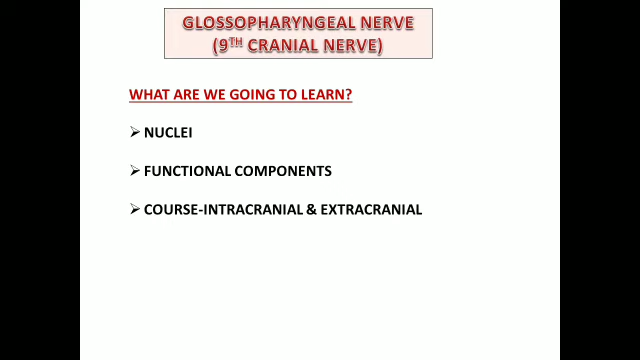 GLOSSOPHARYNGEAL NERVE
(9TH CRANIAL NERVE)
WHAT ARE WE GOING TO LEARN?
➢ NUCLEI
➢ FUNCTIONAL COMPONENTS
➢ COURSE-INTRACRANIAL & EXTRACRANIAL